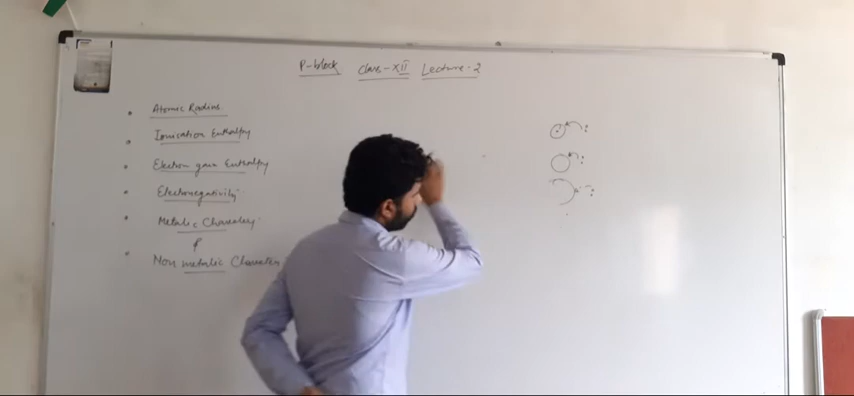 P-block Class-XII Lecture-2
Atomic Radius
Ionisation Enthalpy
Electron gain Enthalpy
Electronegativity
Metallic Character
&
Non metallic Character